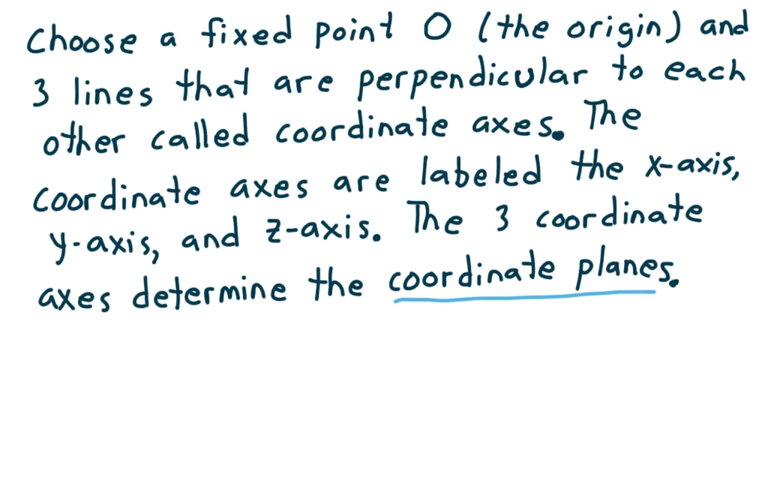 Choose a fixed point O (the origin) and
3 lines that are perpendicular to each
other called coordinate axes. The
coordinate axes are labeled the x-axis,
y-axis, and z-axis. The 3 coordinate
axes determine the coordinate planes.